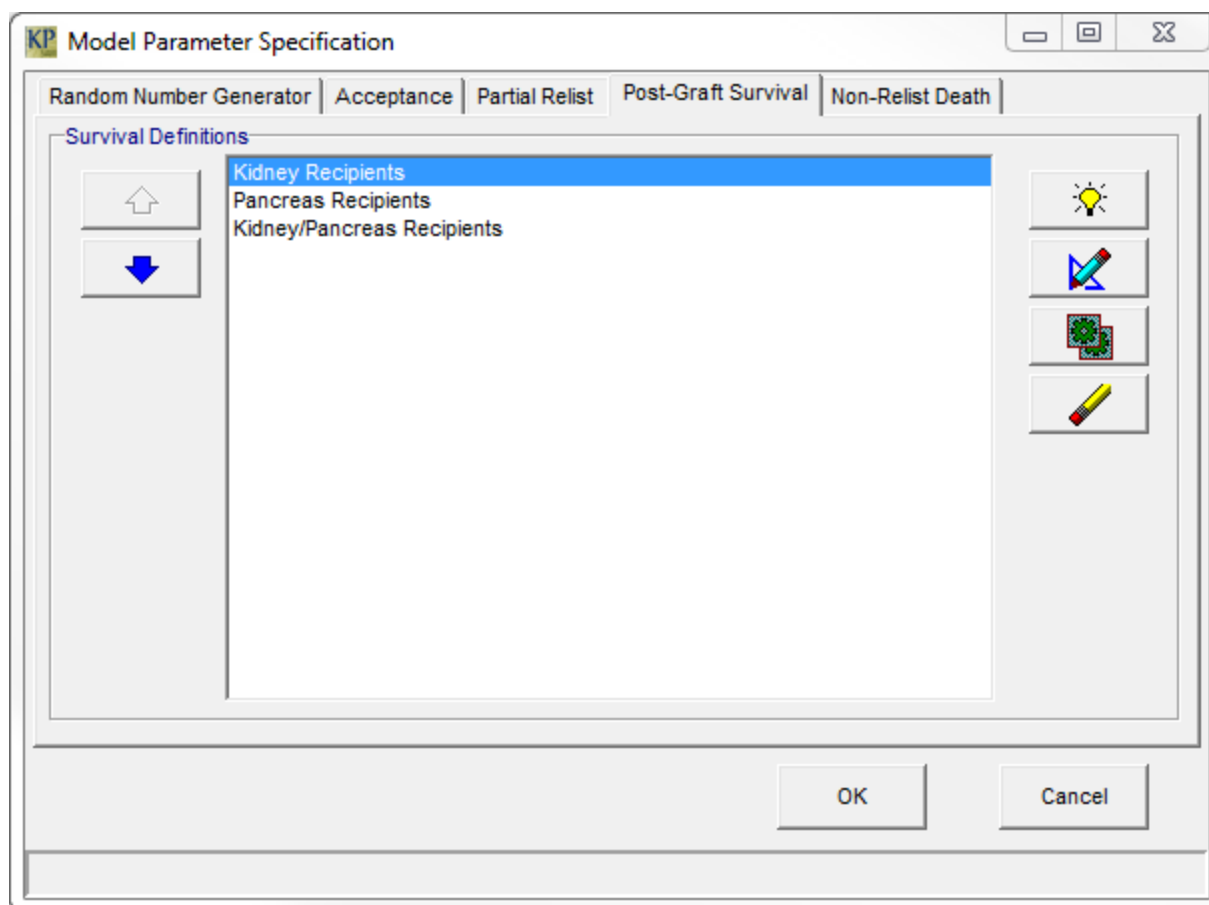 KP Model Parameter Specification
Random Number Generator Acceptance Partial Relist Post-Graft Survival Non-Relist Death
Survival Definitions
Kidney Recipients
Pancreas Recipients
Kidney/Pancreas Recipients
OK Cancel